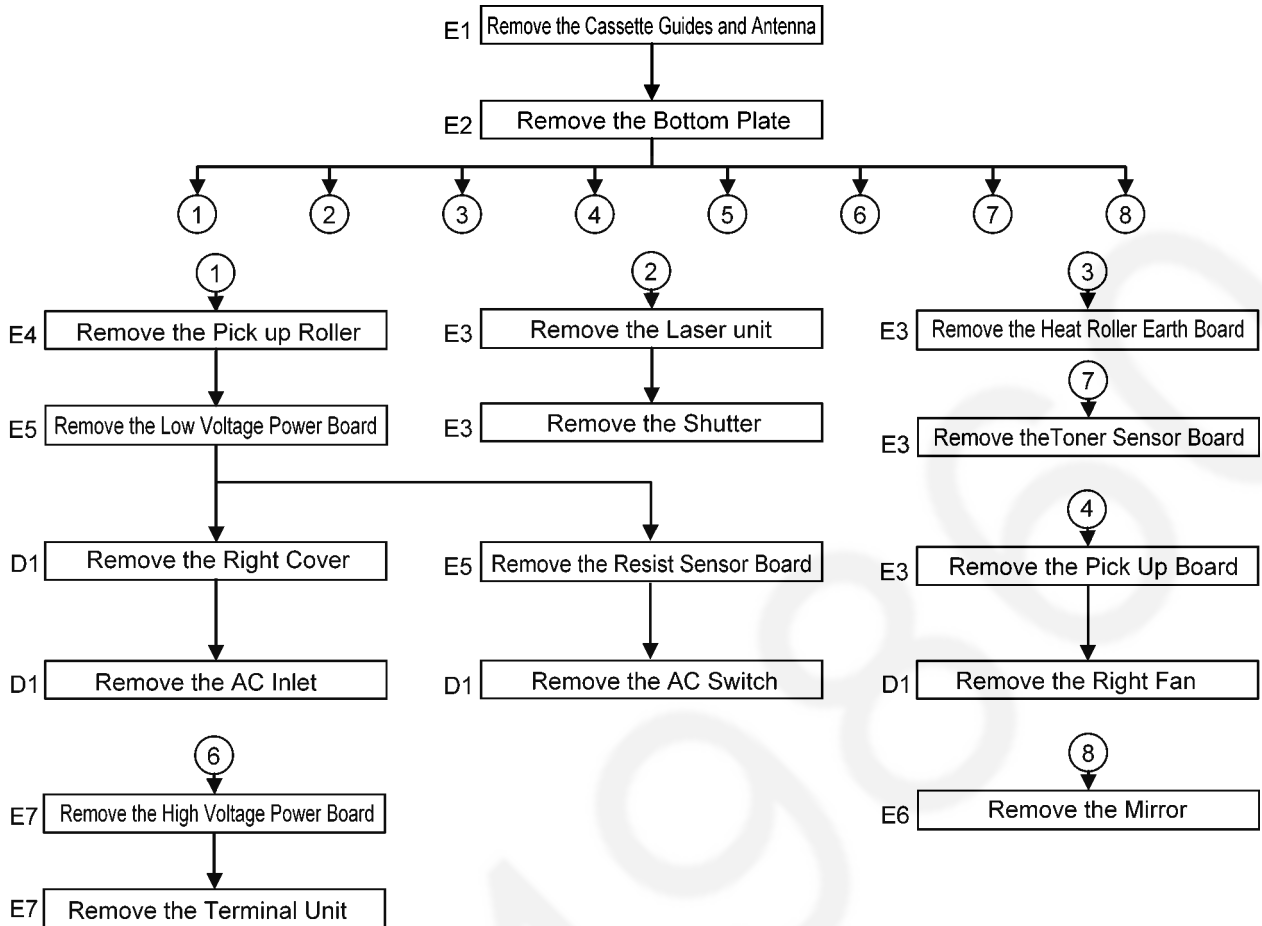 E1 Remove the Cassette Guides and Antenna
E2 Remove the Bottom Plate
1 2 3 4 5 6 7 8
1
E4 Remove the Pick up Roller
E5 Remove the Low Voltage Power Board
D1 Remove the Right Cover
D1 Remove the AC Inlet
2
E3 Remove the Laser unit
E3 Remove the Shutter
E5 Remove the Resist Sensor Board
D1 Remove the AC Switch
3
E3 Remove the Heat Roller Earth Board
7
E3 Remove theToner Sensor Board
4
E3 Remove the Pick Up Board
D1 Remove the Right Fan
6
E7 Remove the High Voltage Power Board
E7 Remove the Terminal Unit
8
E6 Remove the Mirror